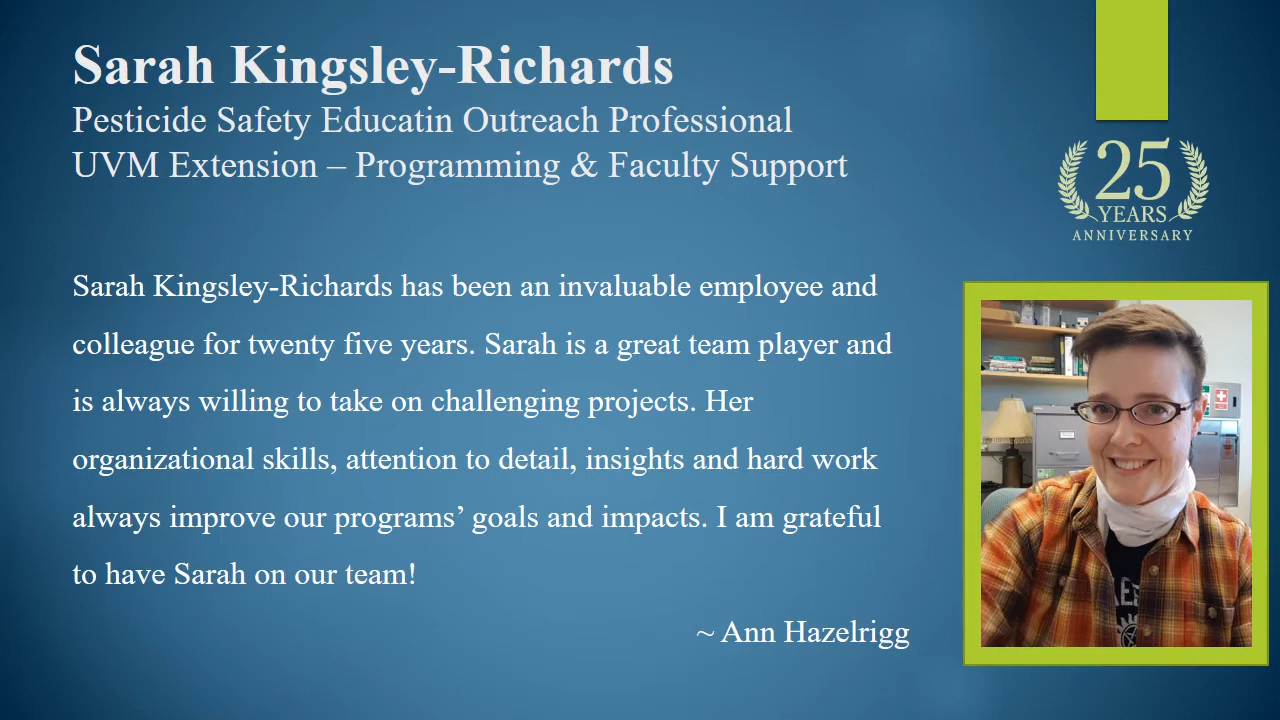 Sarah Kingsley-Richards
Pesticide Safety Educatin Outreach Professional
UVM Extension – Programming & Faculty Support
25
YEARS
ANNIVERSARY
Sarah Kingsley-Richards has been an invaluable employee and
colleague for twenty five years. Sarah is a great team player and
is always willing to take on challenging projects. Her
organizational skills, attention to detail, insights and hard work
always improve our programs’ goals and impacts. I am grateful
to have Sarah on our team!
~ Ann Hazelrigg